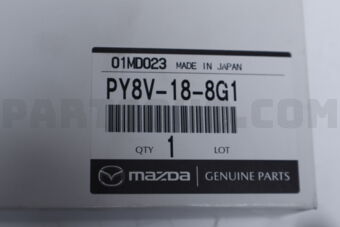 01MD023 MADE IN JAPAN
PY8V-18-8G1
QTY 1 LOT
mazda GENUINE PARTS